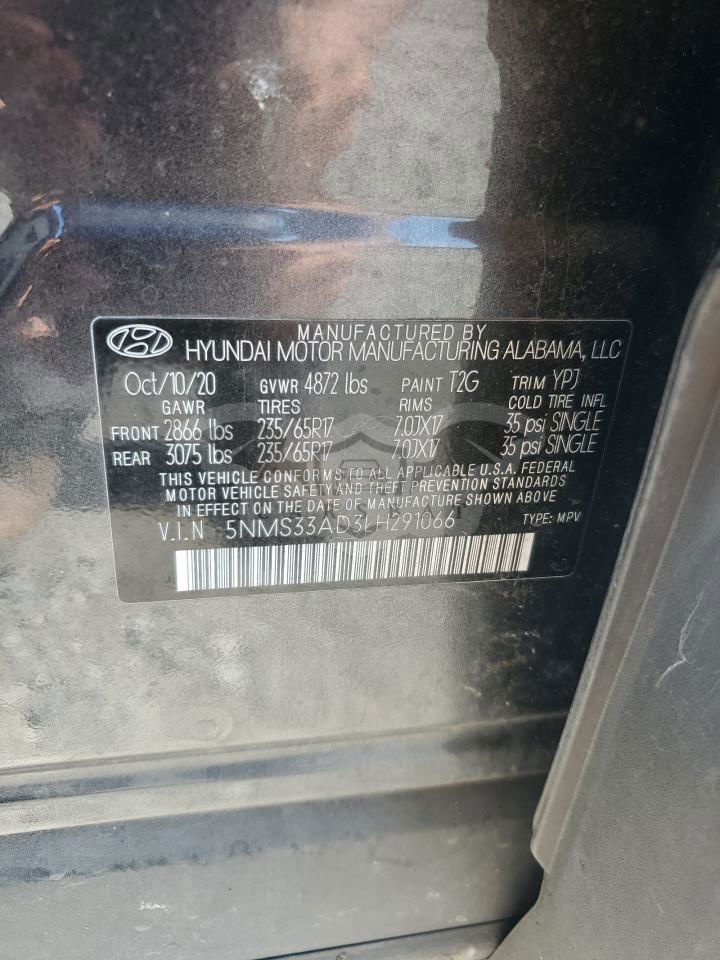 MANUFACTURED BY
HYUNDAI MOTOR MANUFACTURING ALABAMA, LLC
Oct/10/20 GVWR 4872 lbs PAINT T2G TRIM YPJ
GAWR TIRES RIMS COLD TIRE INFL
FRONT 2866 lbs 235/65R17 7.0JX17 35 psi SINGLE
REAR 3075 lbs 235/65R17 7.0JX17 35 psi SINGLE
THIS VEHICLE CONFORMS TO ALL APPLICABLE U.S.A. FEDERAL
MOTOR VEHICLE SAFETY AND THEFT PREVENTION STANDARDS
IN EFFECT ON THE DATE OF MANUFACTURE SHOWN ABOVE
V.I.N 5NMS33AD3LH291066 TYPE: MPV